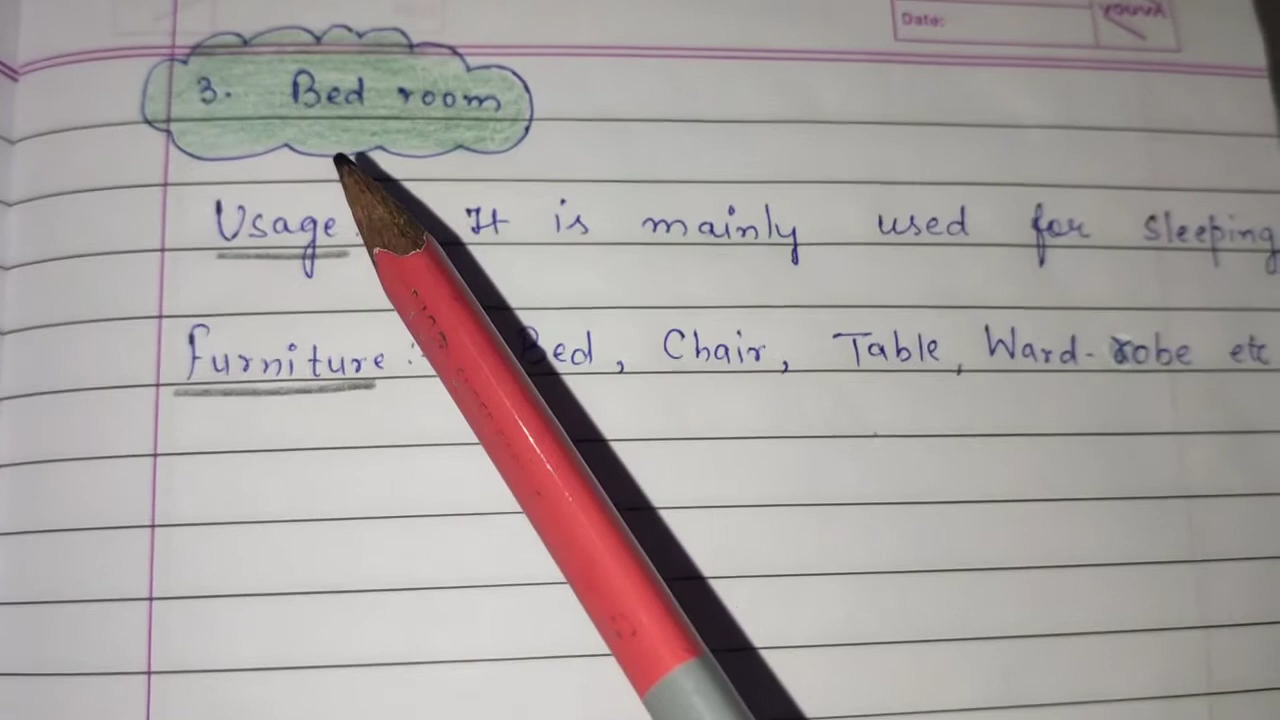 Date:
3. Bed room
Usage It is mainly used for sleeping
Furniture :- Bed, Chair, Table, Ward-robe etc